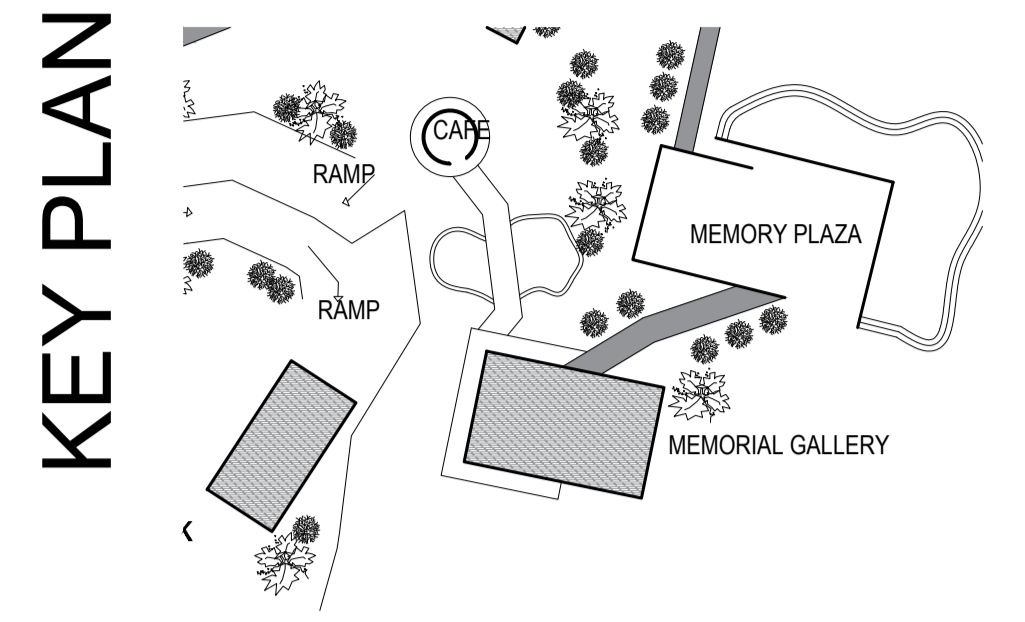 KEY PLAN
CAFE
RAMP
MEMORY PLAZA
RAMP
MEMORIAL GALLERY